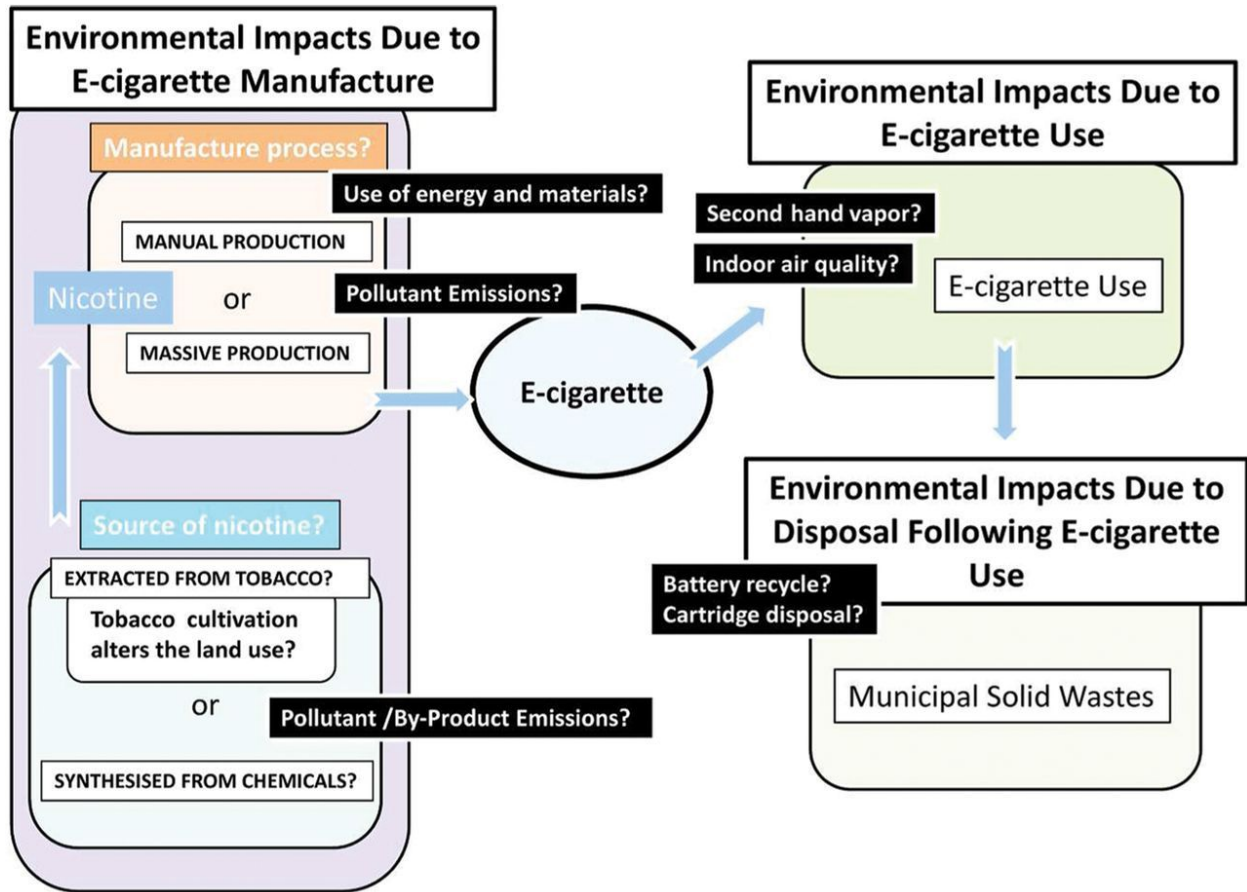 Environmental Impacts Due to
E-cigarette Manufacture
Manufacture process?
Use of energy and materials?
MANUAL PRODUCTION
Nicotine
or
Pollutant Emissions?
MASSIVE PRODUCTION
Source of nicotine?
EXTRACTED FROM TOBACCO?
Tobacco cultivation
alters the land use?
or
Pollutant /By-Product Emissions?
SYNTHESISED FROM CHEMICALS?
E-cigarette
Environmental Impacts Due to
E-cigarette Use
Second hand vapor?
Indoor air quality?
E-cigarette Use
Environmental Impacts Due to
Disposal Following E-cigarette
Use
Battery recycle?
Cartridge disposal?
Municipal Solid Wastes